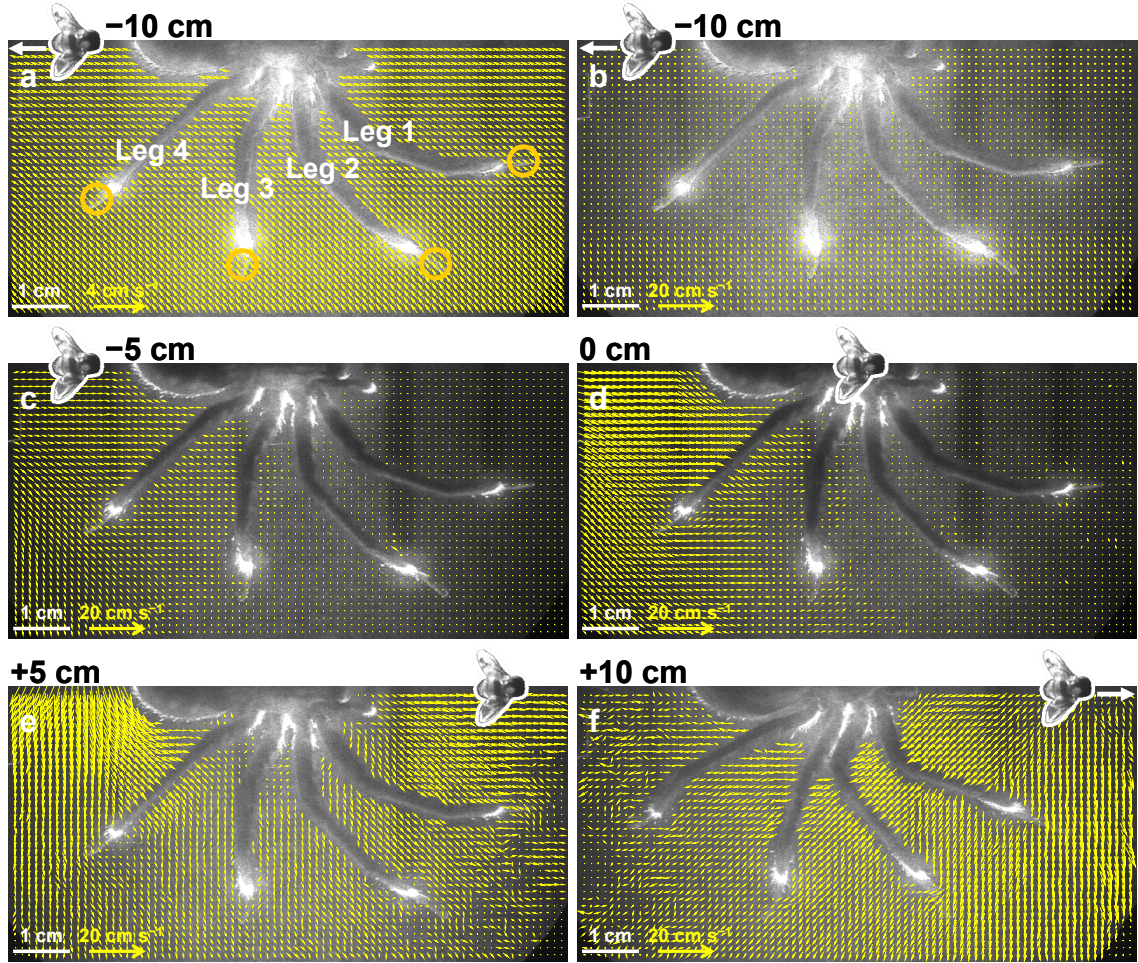 −10 cm
a
Leg 1
Leg 4
Leg 2
Leg 3
1 cm
4 cm s⁻¹
−10 cm
b
1 cm
20 cm s⁻¹
−5 cm
c
1 cm
20 cm s⁻¹
0 cm
d
1 cm
20 cm s⁻¹
+5 cm
e
1 cm
20 cm s⁻¹
+10 cm
f
1 cm
20 cm s⁻¹